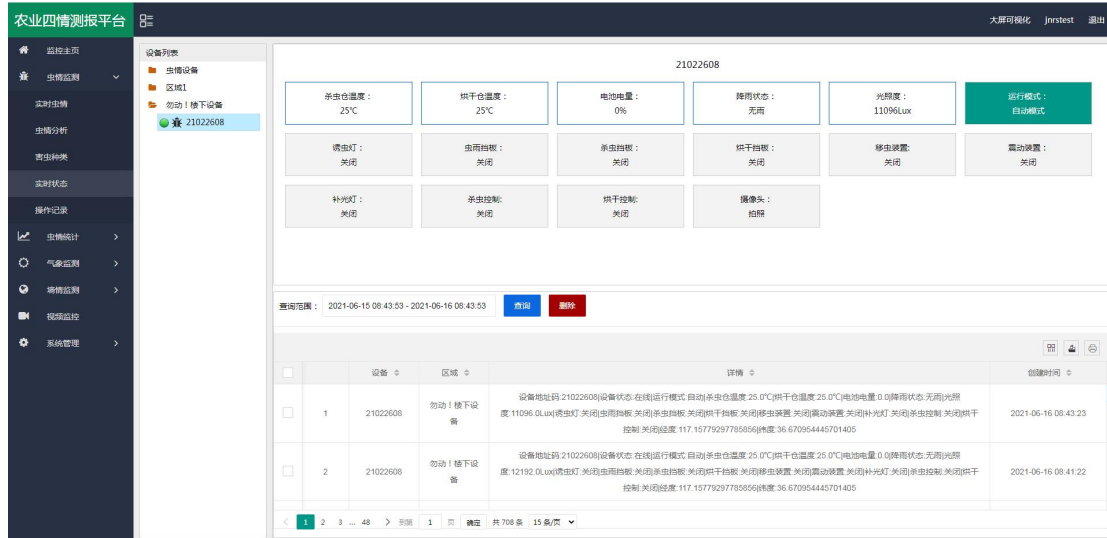 农业四情测报平台
大屏可视化 jnrstest 退出
监控主页
虫情监测
实时虫情
虫情分析
害虫种类
实时状态
操作记录
虫情统计
气象监测
墒情监测
视频监控
系统管理
设备列表
虫情设备
区域1
勿动！楼下设备
21022608
21022608
杀虫仓温度：
25℃
烘干仓温度：
25℃
电池电量：
0%
降雨状态：
无雨
光照度：
11096Lux
运行模式：
自动模式
诱虫灯：
关闭
虫雨挡板：
关闭
杀虫挡板：
关闭
烘干挡板：
关闭
移虫装置:
关闭
震动装置：
关闭
补光灯：
关闭
杀虫控制:
关闭
烘干控制:
关闭
摄像头：
拍照
查询范围： 2021-06-15 08:43:53 - 2021-06-16 08:43:53 查询 删除
设备 区域 详情 创建时间
1 21022608 勿动！楼下设备
设备地址码:21022608|设备状态:在线|运行模式:自动|杀虫仓温度:25.0℃|烘干仓温度:25.0℃|电池电量:0.0|降雨状态:无雨|光照
度:11096.0Lux|诱虫灯:关闭|虫雨挡板:关闭|杀虫挡板:关闭|烘干挡板:关闭|移虫装置:关闭|震动装置:关闭|补光灯:关闭|杀虫控制:关闭|烘干
控制:关闭|经度:117.15779297785856|纬度:36.670954445701405
2021-06-16 08:43:23
2 21022608 勿动！楼下设备
设备地址码:21022608|设备状态:在线|运行模式:自动|杀虫仓温度:25.0℃|烘干仓温度:25.0℃|电池电量:0.0|降雨状态:无雨|光照
度:12192.0Lux|诱虫灯:关闭|虫雨挡板:关闭|杀虫挡板:关闭|烘干挡板:关闭|移虫装置:关闭|震动装置:关闭|补光灯:关闭|杀虫控制:关闭|烘干
控制:关闭|经度:117.15779297785856|纬度:36.670954445701405
2021-06-16 08:41:22
1 2 3 ... 48 到第 1 页 确定 共 708 条 15 条/页